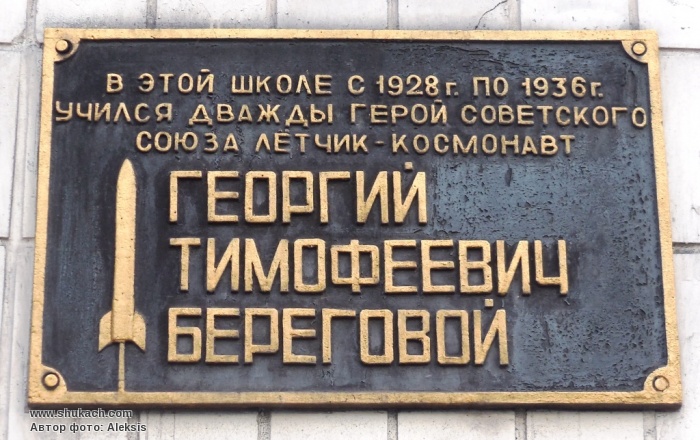 В ЭТОЙ ШКОЛЕ С 1928 г. ПО 1936 г.
УЧИЛСЯ ДВАЖДЫ ГЕРОЙ СОВЕТСКОГО
СОЮЗА ЛЁТЧИК-КОСМОНАВТ
ГЕОРГИЙ
ТИМОФЕЕВИЧ
БЕРЕГОВОЙ
www.shukach.com
Автор фото: Aleksis